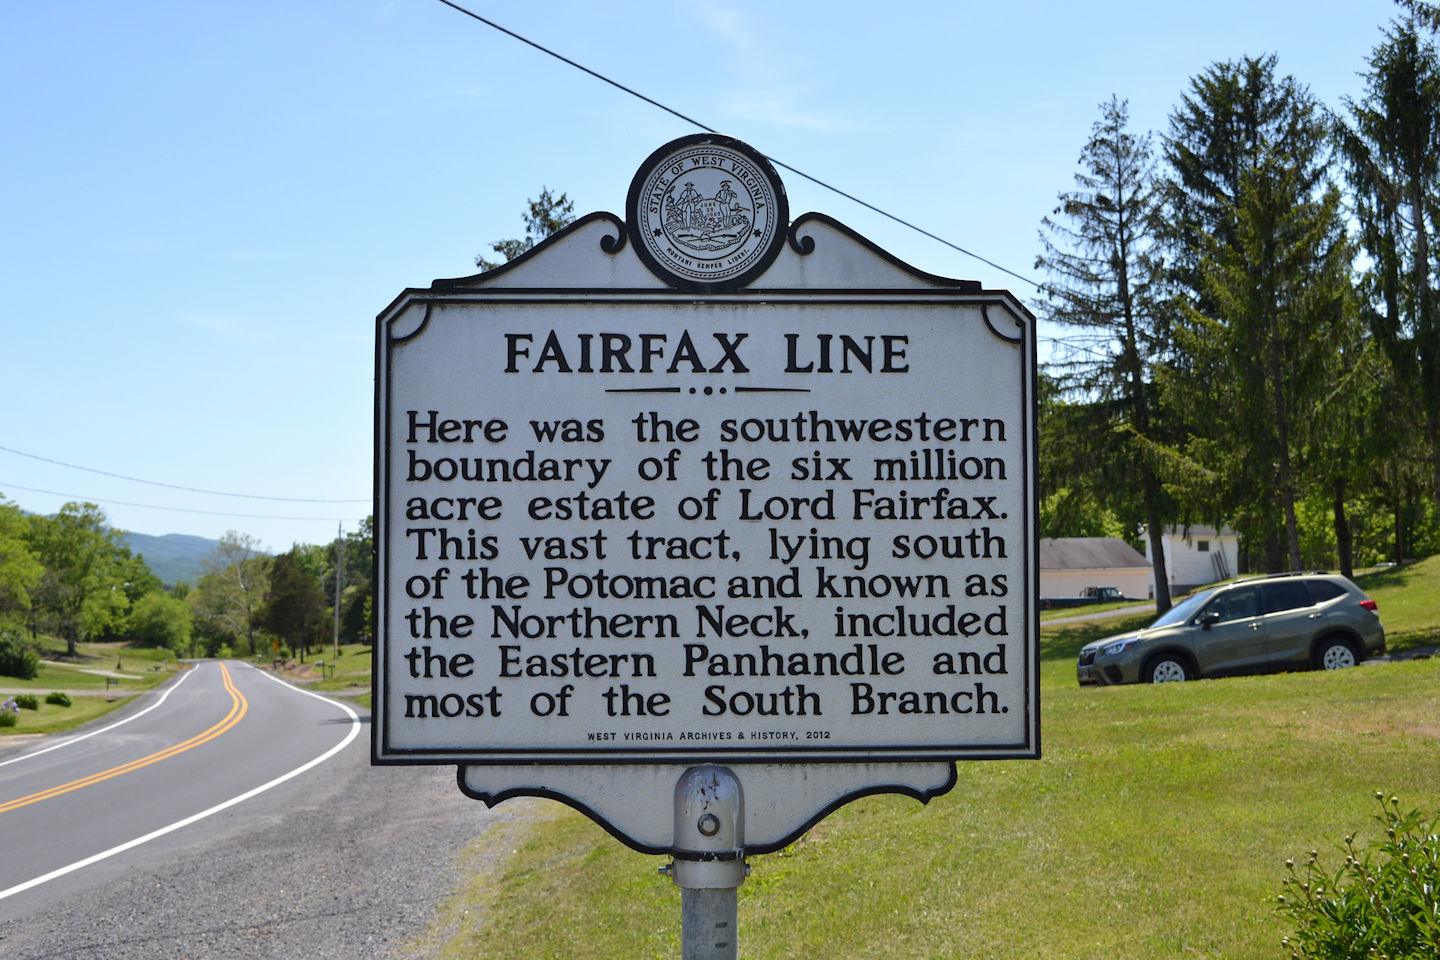 STATE OF WEST VIRGINIA.
MONTANI SEMPER LIBERI.
FAIRFAX LINE
Here was the southwestern
boundary of the six million
acre estate of Lord Fairfax.
This vast tract, lying south
of the Potomac and known as
the Northern Neck, included
the Eastern Panhandle and
most of the South Branch.
WEST VIRGINIA ARCHIVES & HISTORY, 2012